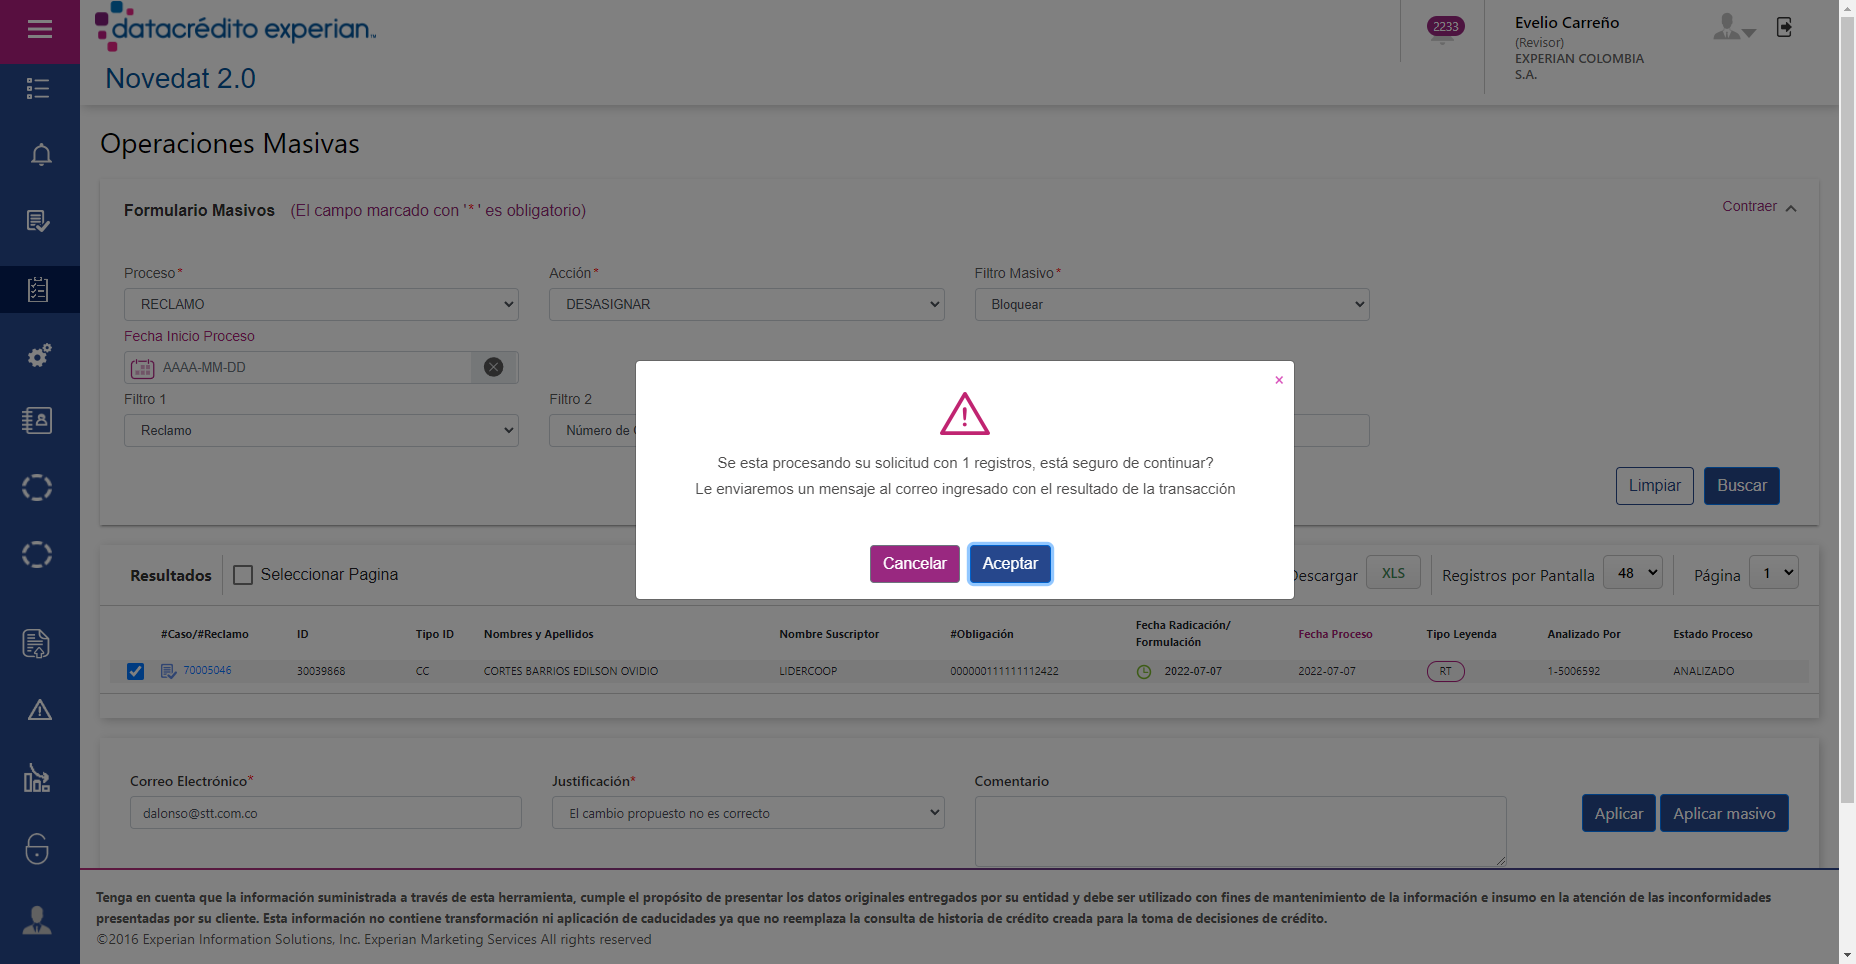 datacrédito experian.
Novedat 2.0
2233
Evelio Carreño
(Revisor)
EXPERIAN COLOMBIA
S.A.
Operaciones Masivas
Formulario Masivos (El campo marcado con '*' es obligatorio)
Contraer
Proceso*
Acción*
Filtro Masivo*
RECLAMO
DESASIGNAR
Bloquear
Fecha Inicio Proceso
AAAA-MM-DD
Filtro 1
Filtro 2
Reclamo
Número de
×
Se esta procesando su solicitud con 1 registros, está seguro de continuar?
Le enviaremos un mensaje al correo ingresado con el resultado de la transacción
Cancelar
Aceptar
Limpiar
Buscar
Resultados
Seleccionar Pagina
Descargar
XLS
Registros por Pantalla
48
Página
1
#Caso/#Reclamo ID Tipo ID Nombres y Apellidos Nombre Suscriptor #Obligación Fecha Radicación/ Fecha Proceso Tipo Leyenda Analizado Por Estado Proceso
Formulación
70005046 30039868 CC CORTES BARRIOS EDILSON OVIDIO LIDERCOOP 000000111111112422 2022-07-07 2022-07-07 RT 1-5006592 ANALIZADO
Correo Electrónico*
Justificación*
Comentario
dalonso@stt.com.co
El cambio propuesto no es correcto
Aplicar
Aplicar masivo
Tenga en cuenta que la información suministrada a través de esta herramienta, cumple el propósito de presentar los datos originales entregados por su entidad y debe ser utilizado con fines de mantenimiento de la información e insumo en la atención de las inconformidades
presentadas por su cliente. Esta información no contiene transformación ni aplicación de caducidades ya que no reemplaza la consulta de historia de crédito creada para la toma de decisiones de crédito.
©2016 Experian Information Solutions, Inc. Experian Marketing Services All rights reserved